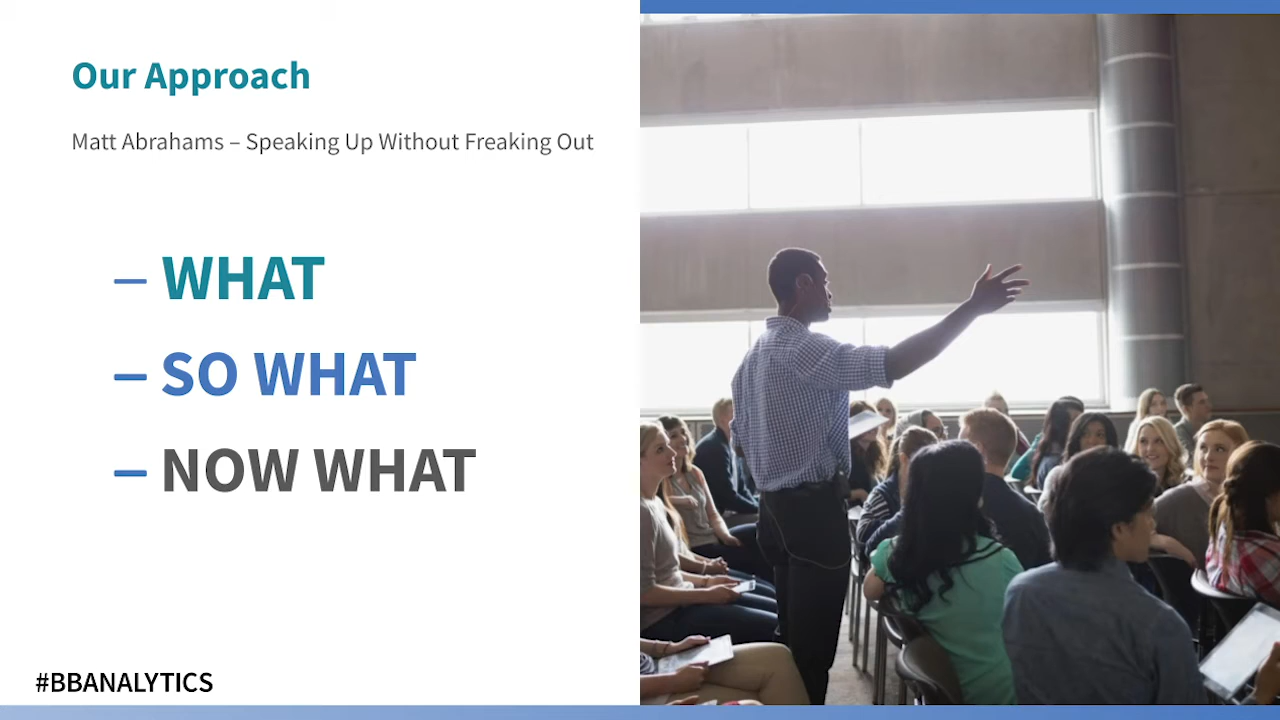 Our Approach
Matt Abrahams – Speaking Up Without Freaking Out
– WHAT
– SO WHAT
– NOW WHAT
#BBANALYTICS